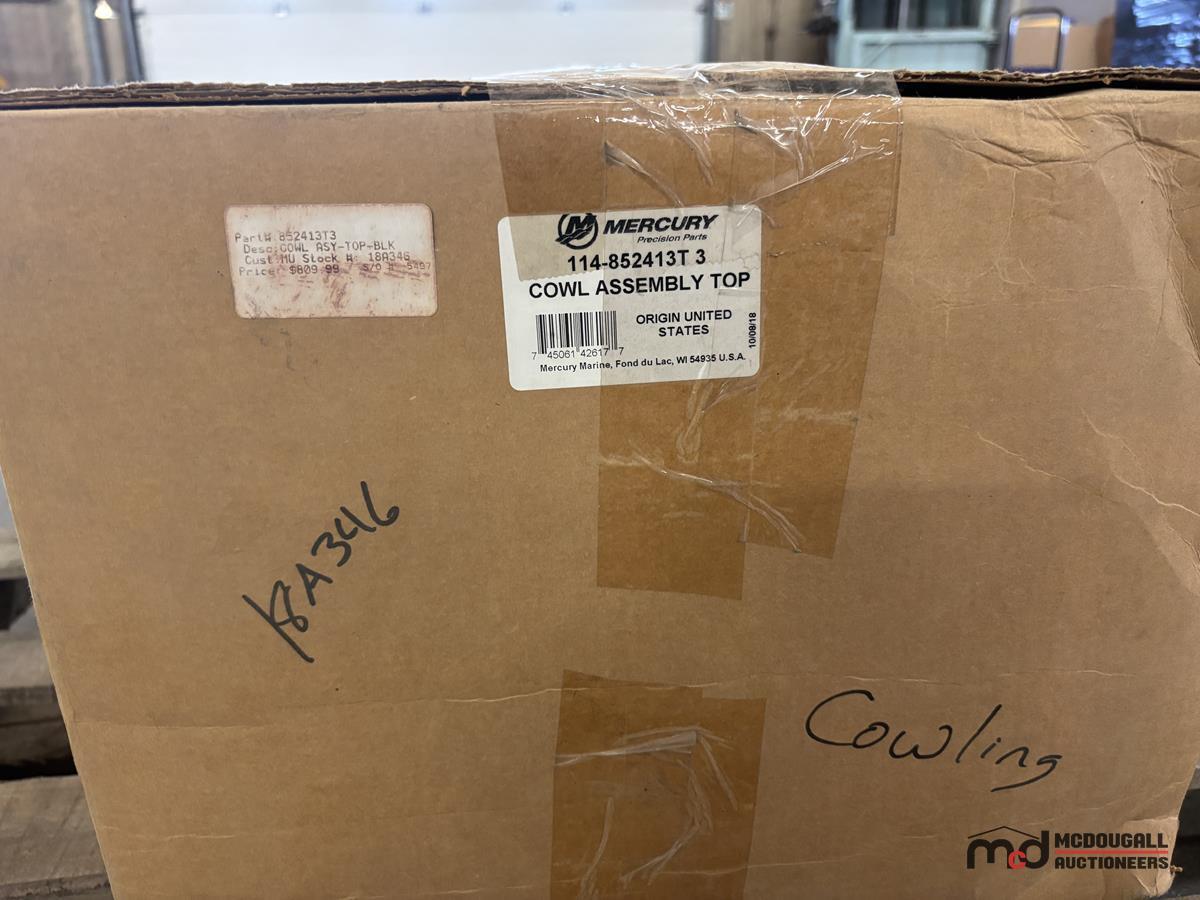 Part# 852413T3
Desc:COWL ASY-TOP-BLK
Cust:MU Stock #: 18A346
Price: $809.99 / S/O #: 5497
MERCURY
Precision Parts
114-852413T 3
COWL ASSEMBLY TOP
ORIGIN UNITED
STATES
10/08/18
7 45061 42617 7
Mercury Marine, Fond du Lac, WI 54935 U.S.A.
18A346
Cowling
mcd MCDOUGALL
AUCTIONEERS